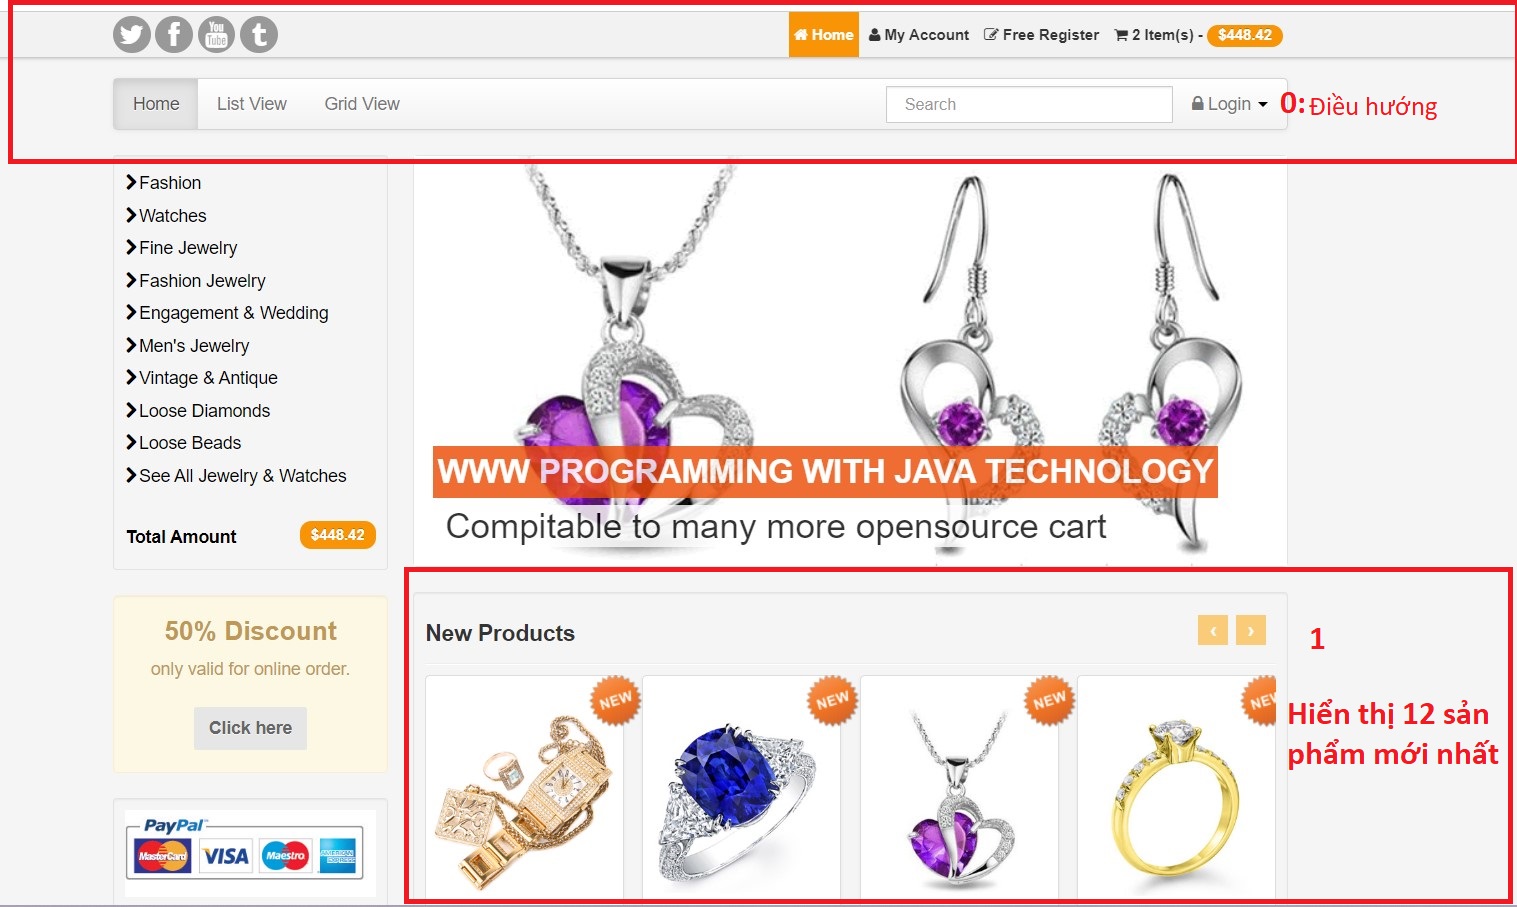 You
Tube
Home My Account Free Register 2 Item(s) - $448.42
Home List View Grid View Search Login
0: Điều hướng
Fashion
Watches
Fine Jewelry
Fashion Jewelry
Engagement & Wedding
Men's Jewelry
Vintage & Antique
Loose Diamonds
Loose Beads
See All Jewelry & Watches
Total Amount $448.42
WWW PROGRAMMING WITH JAVA TECHNOLOGY
Compitable to many more opensource cart
50% Discount
only valid for online order.
Click here
PayPal
MasterCard VISA Maestro AMERICAN EXPRESS
New Products
1
NEW NEW NEW NEW
Hiển thị 12 sản
phẩm mới nhất